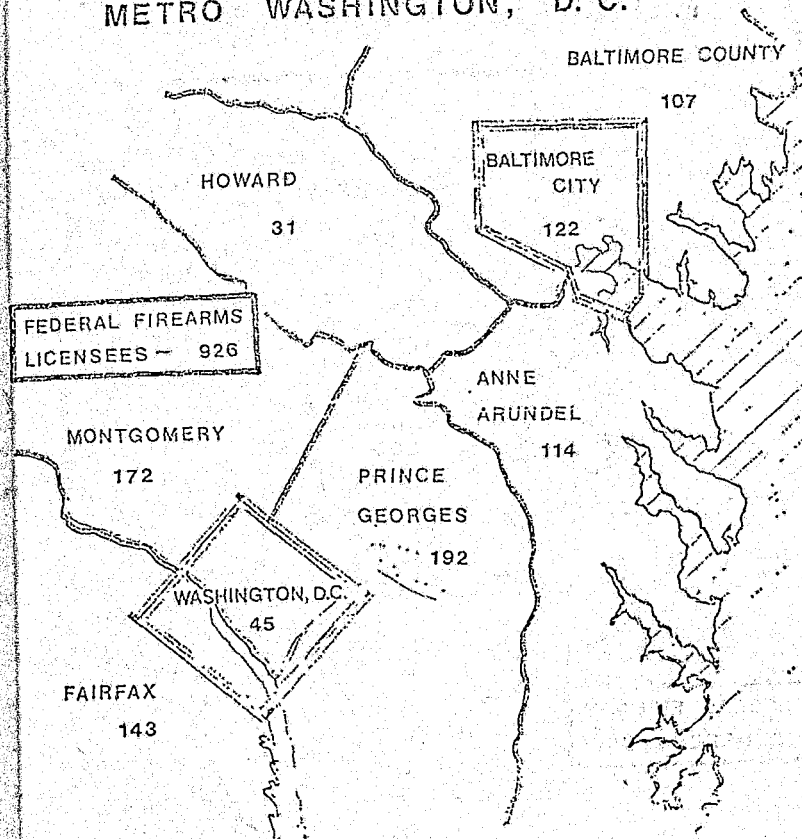 METRO WASHINGTON, D. C.
BALTIMORE COUNTY
107
BALTIMORE
CITY
122
HOWARD
31
FEDERAL FIREARMS
LICENSEES - 926
ANNE
ARUNDEL
114
MONTGOMERY
172
PRINCE
GEORGES
192
WASHINGTON, D.C.
45
FAIRFAX
143